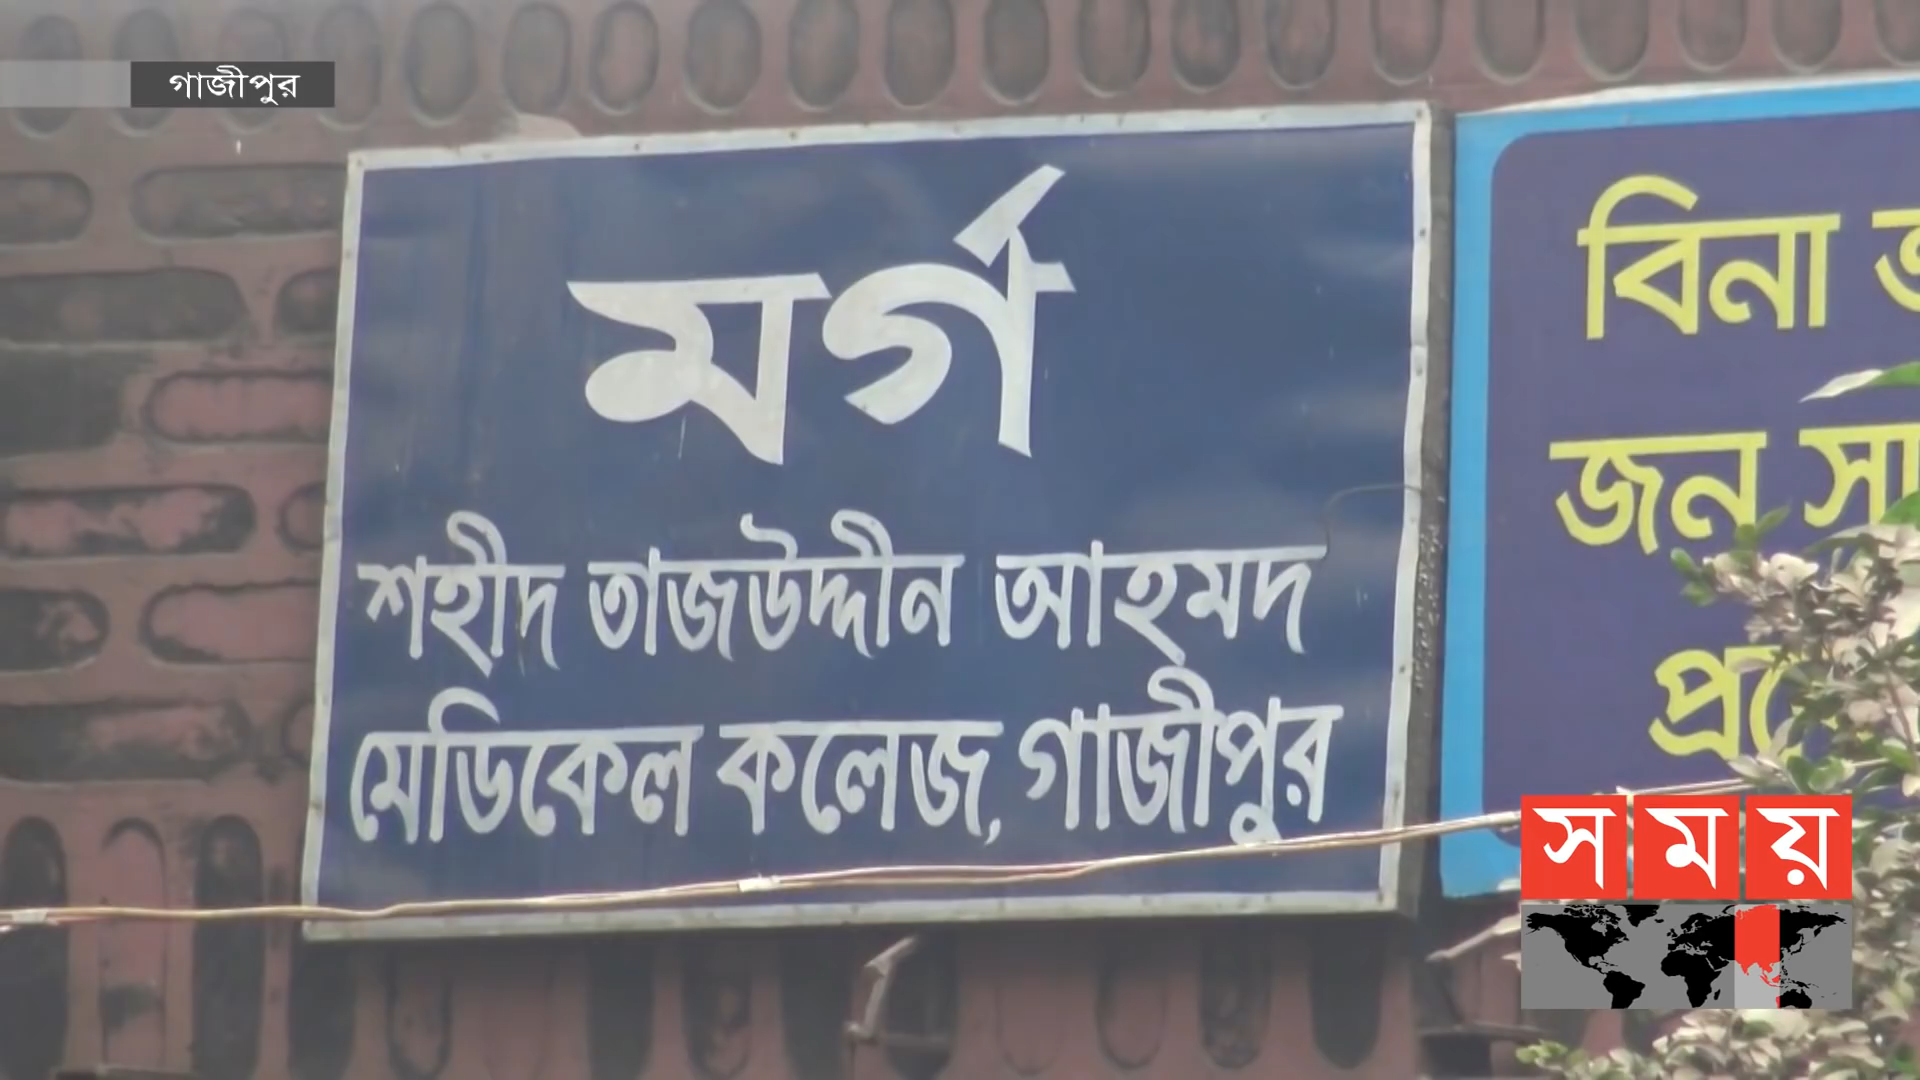 গাজীপুর
মর্গ
শহীদ তাজউদ্দীন আহমদ
মেডিকেল কলেজ, গাজীপুর
বিনা
জন
সময়